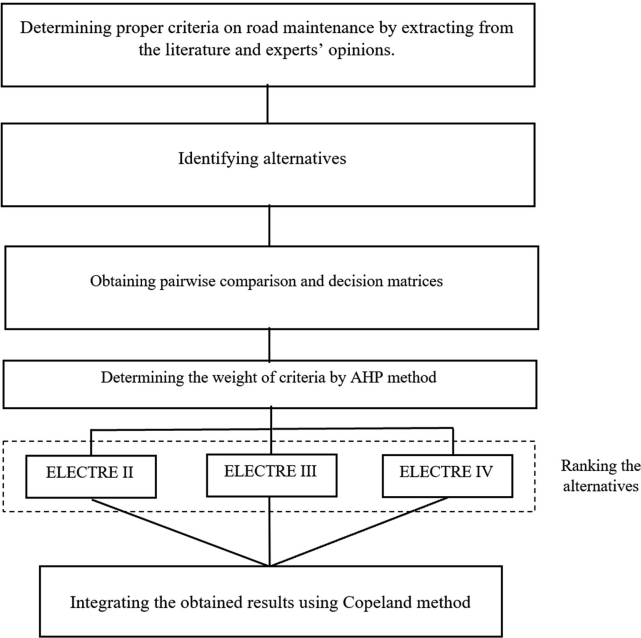 Determining proper criteria on road maintenance by extracting from
the literature and experts' opinions.
Identifying alternatives
Obtaining pairwise comparison and decision matrices
Determining the weight of criteria by AHP method
ELECTRE II
ELECTRE III
ELECTRE IV
Ranking the
alternatives
Integrating the obtained results using Copeland method